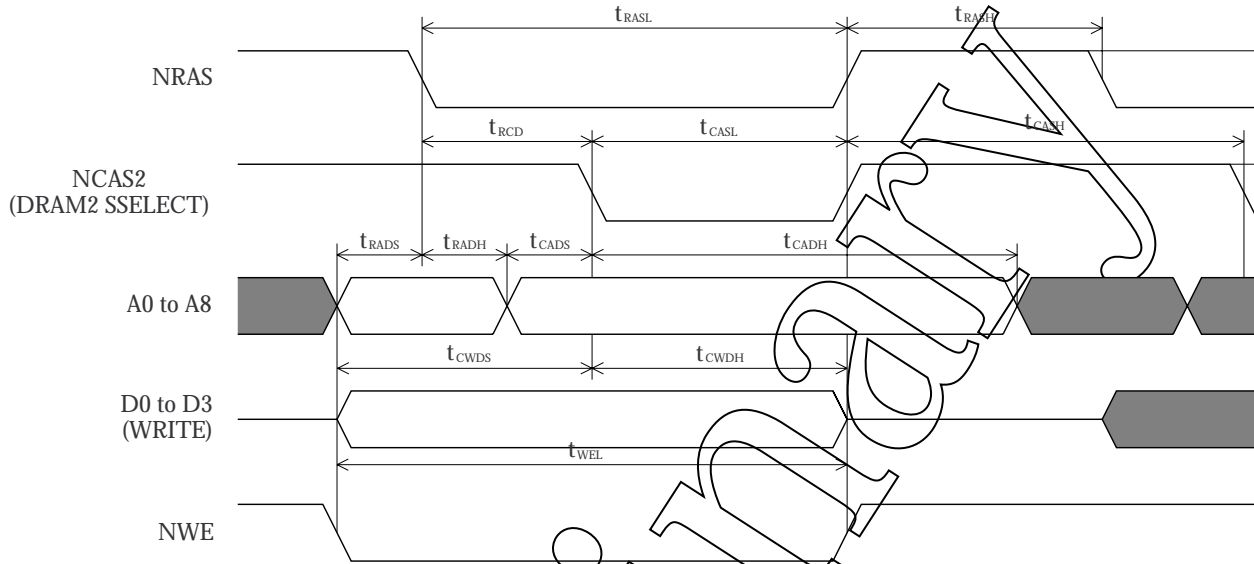 tRASL tRASH
NRAS
tRCD tCASL tCASH
NCAS2
(DRAM2 SSELECT)
tRADS tRADH tCADS tCADH
A0 to A8
tCWDS tCWDH
D0 to D3
(WRITE)
tWEL
NWE
inary